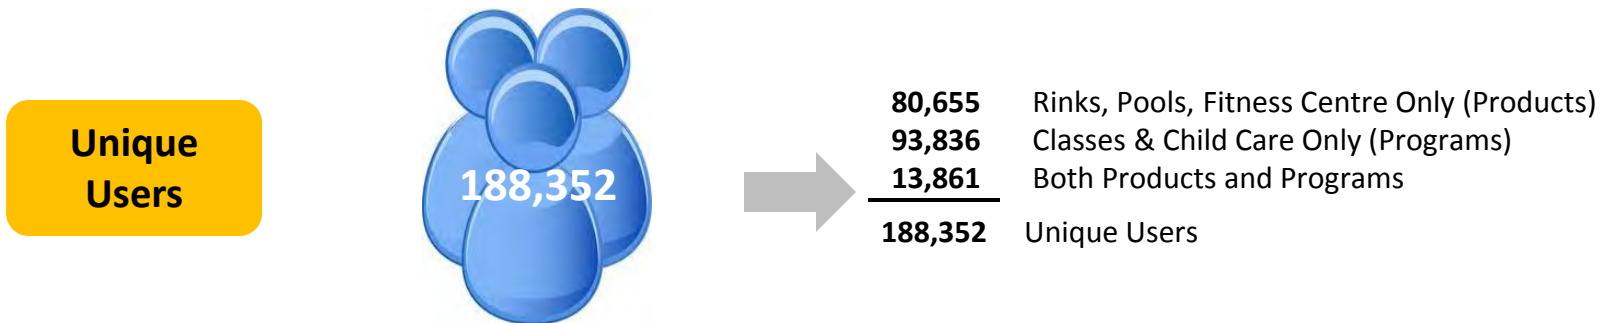 Unique
Users
188,352
80,655 Rinks, Pools, Fitness Centre Only (Products)
93,836 Classes & Child Care Only (Programs)
13,861 Both Products and Programs
188,352 Unique Users